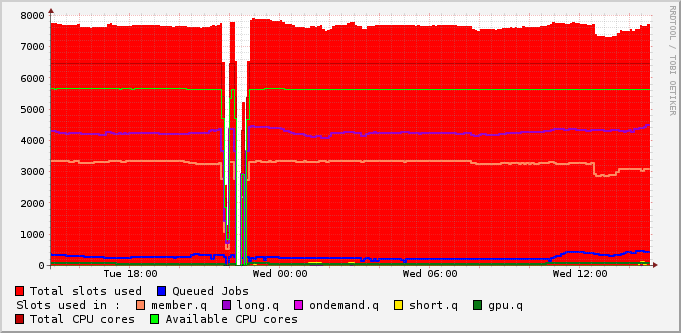 8000
7000
6000
5000
4000
3000
2000
1000
0
Tue 18:00 Wed 00:00 Wed 06:00 Wed 12:00
RRDTOOL / TOBI OETIKER
Total slots used Queued Jobs
Slots used in : member.q long.q ondemand.q short.q gpu.q
Total CPU cores Available CPU cores